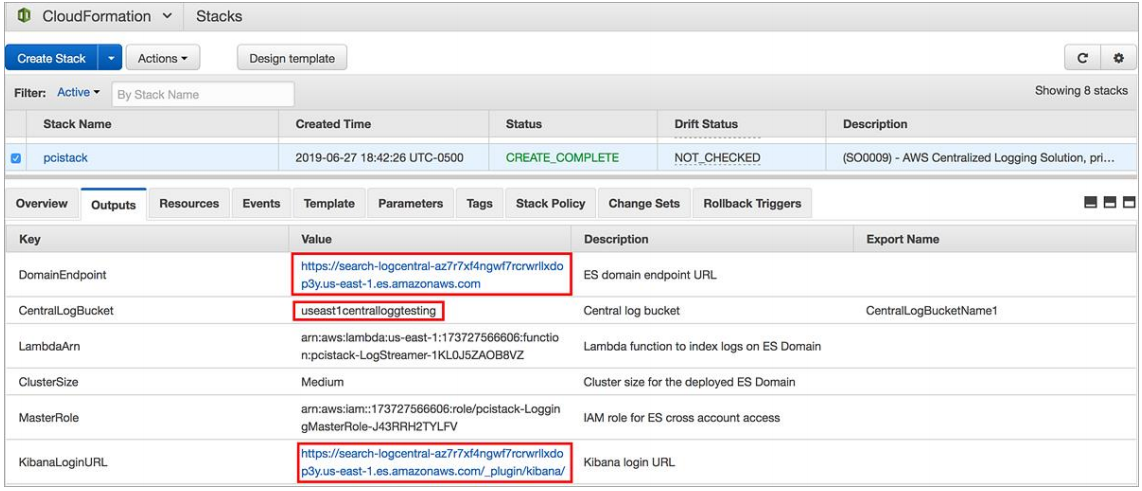 CloudFormation Stacks
Create Stack Actions Design template
Filter: Active By Stack Name Showing 8 stacks
Stack Name Created Time Status Drift Status Description
pcistack 2019-06-27 18:42:26 UTC-0500 CREATE_COMPLETE NOT_CHECKED (SO0009) - AWS Centralized Logging Solution, pri...
Overview Outputs Resources Events Template Parameters Tags Stack Policy Change Sets Rollback Triggers
Key Value Description Export Name
DomainEndpoint https://search-logcentral-az7r7xf4ngwf7rcrwrllxdo ES domain endpoint URL
p3y.us-east-1.es.amazonaws.com
CentralLogBucket useast1centralloggtesting Central log bucket CentralLogBucketName1
LambdaArn arn:aws:lambda:us-east-1:173727566606:functio Lambda function to index logs on ES Domain
n:pcistack-LogStreamer-1KL0J5ZAOB8VZ
ClusterSize Medium Cluster size for the deployed ES Domain
MasterRole arn:aws:iam::173727566606:role/pcistack-Loggin IAM role for ES cross account access
gMasterRole-J43RRH2TYLFV
KibanaLoginURL https://search-logcentral-az7r7xf4ngwf7rcrwrllxdo Kibana login URL
p3y.us-east-1.es.amazonaws.com/_plugin/kibana/